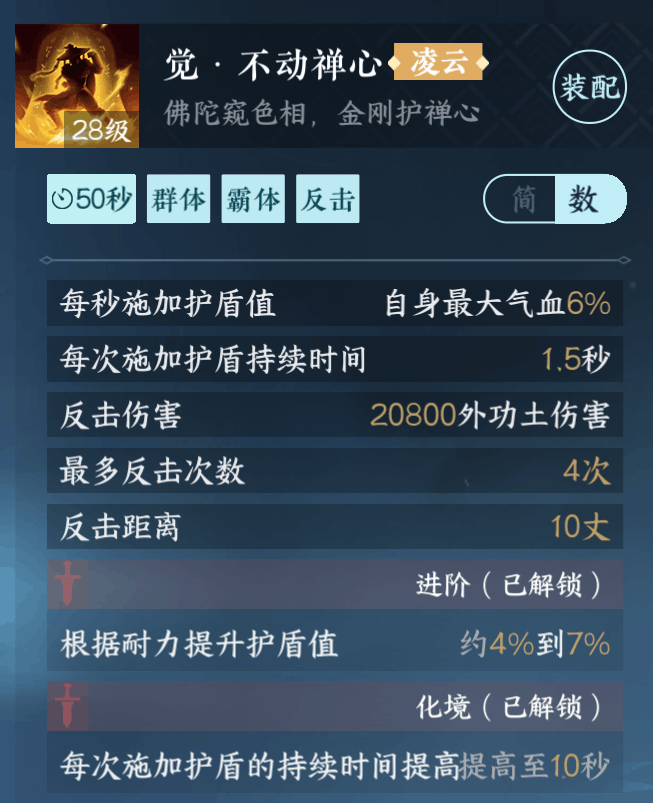 觉·不动禅心 凌云
佛陀窥色相，金刚护禅心
装配
28级
50秒 群体 霸体 反击 简 数
每秒施加护盾值 自身最大气血6%
每次施加护盾持续时间 1.5秒
反击伤害 20800外功土伤害
最多反击次数 4次
反击距离 10丈
进阶（已解锁）
根据耐力提升护盾值 约4%到7%
化境（已解锁）
每次施加护盾的持续时间提高提高至10秒